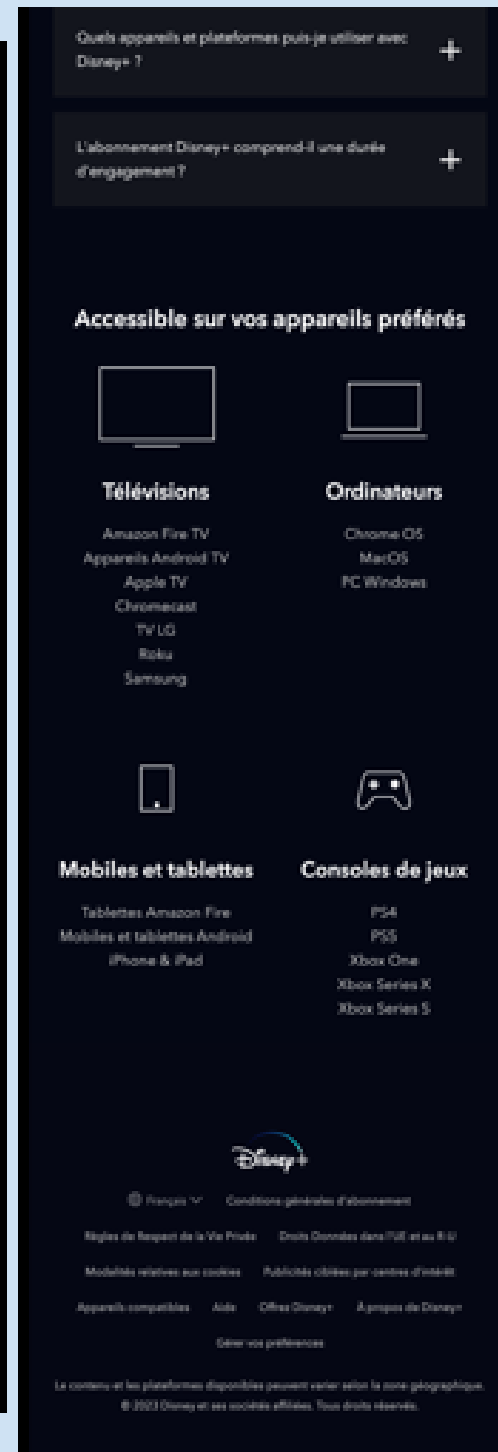 Quels appareils et plateformes puis-je utiliser avec
Disney+ ?
L'abonnement Disney+ comprend-il une durée
d'engagement ?
Accessible sur vos appareils préférés
Télévisions
Amazon Fire TV
Appareils Android TV
Apple TV
Chromecast
TV LG
Roku
Samsung
Ordinateurs
Chrome OS
MacOS
PC Windows
Mobiles et tablettes
Tablettes Amazon Fire
Mobiles et tablettes Android
iPhone & iPad
Consoles de jeux
PS4
PS5
Xbox One
Xbox Series X
Xbox Series S
Disney+
Français Conditions générales d'abonnement
Règles de Respect de la Vie Privée Droits Données dans l'UE et au R-U
Modalités relatives aux cookies Publicités ciblées par centres d'intérêt
Appareils compatibles Aide Offres Disney+ À propos de Disney+
Gérer vos préférences
Le contenu et les plateformes disponibles peuvent varier selon la zone géographique.
© 2023 Disney et ses sociétés affiliées. Tous droits réservés.